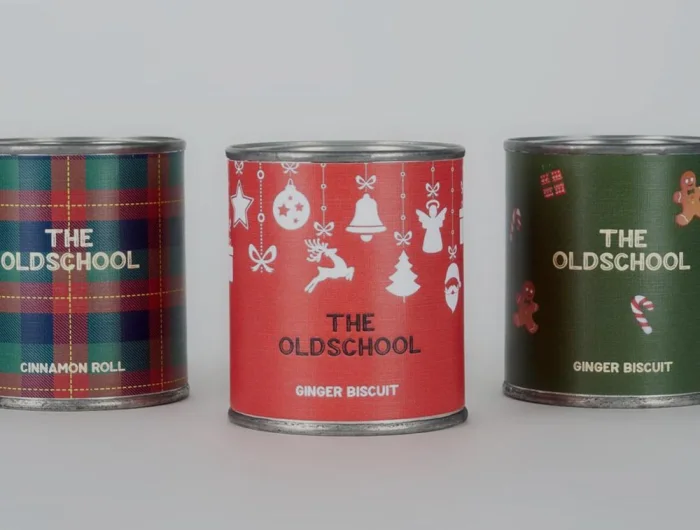 THE
OLDSCHOOL
CINNAMON ROLL
THE
OLDSCHOOL
GINGER BISCUIT
THE
OLDSCHOOL
GINGER BISCUIT